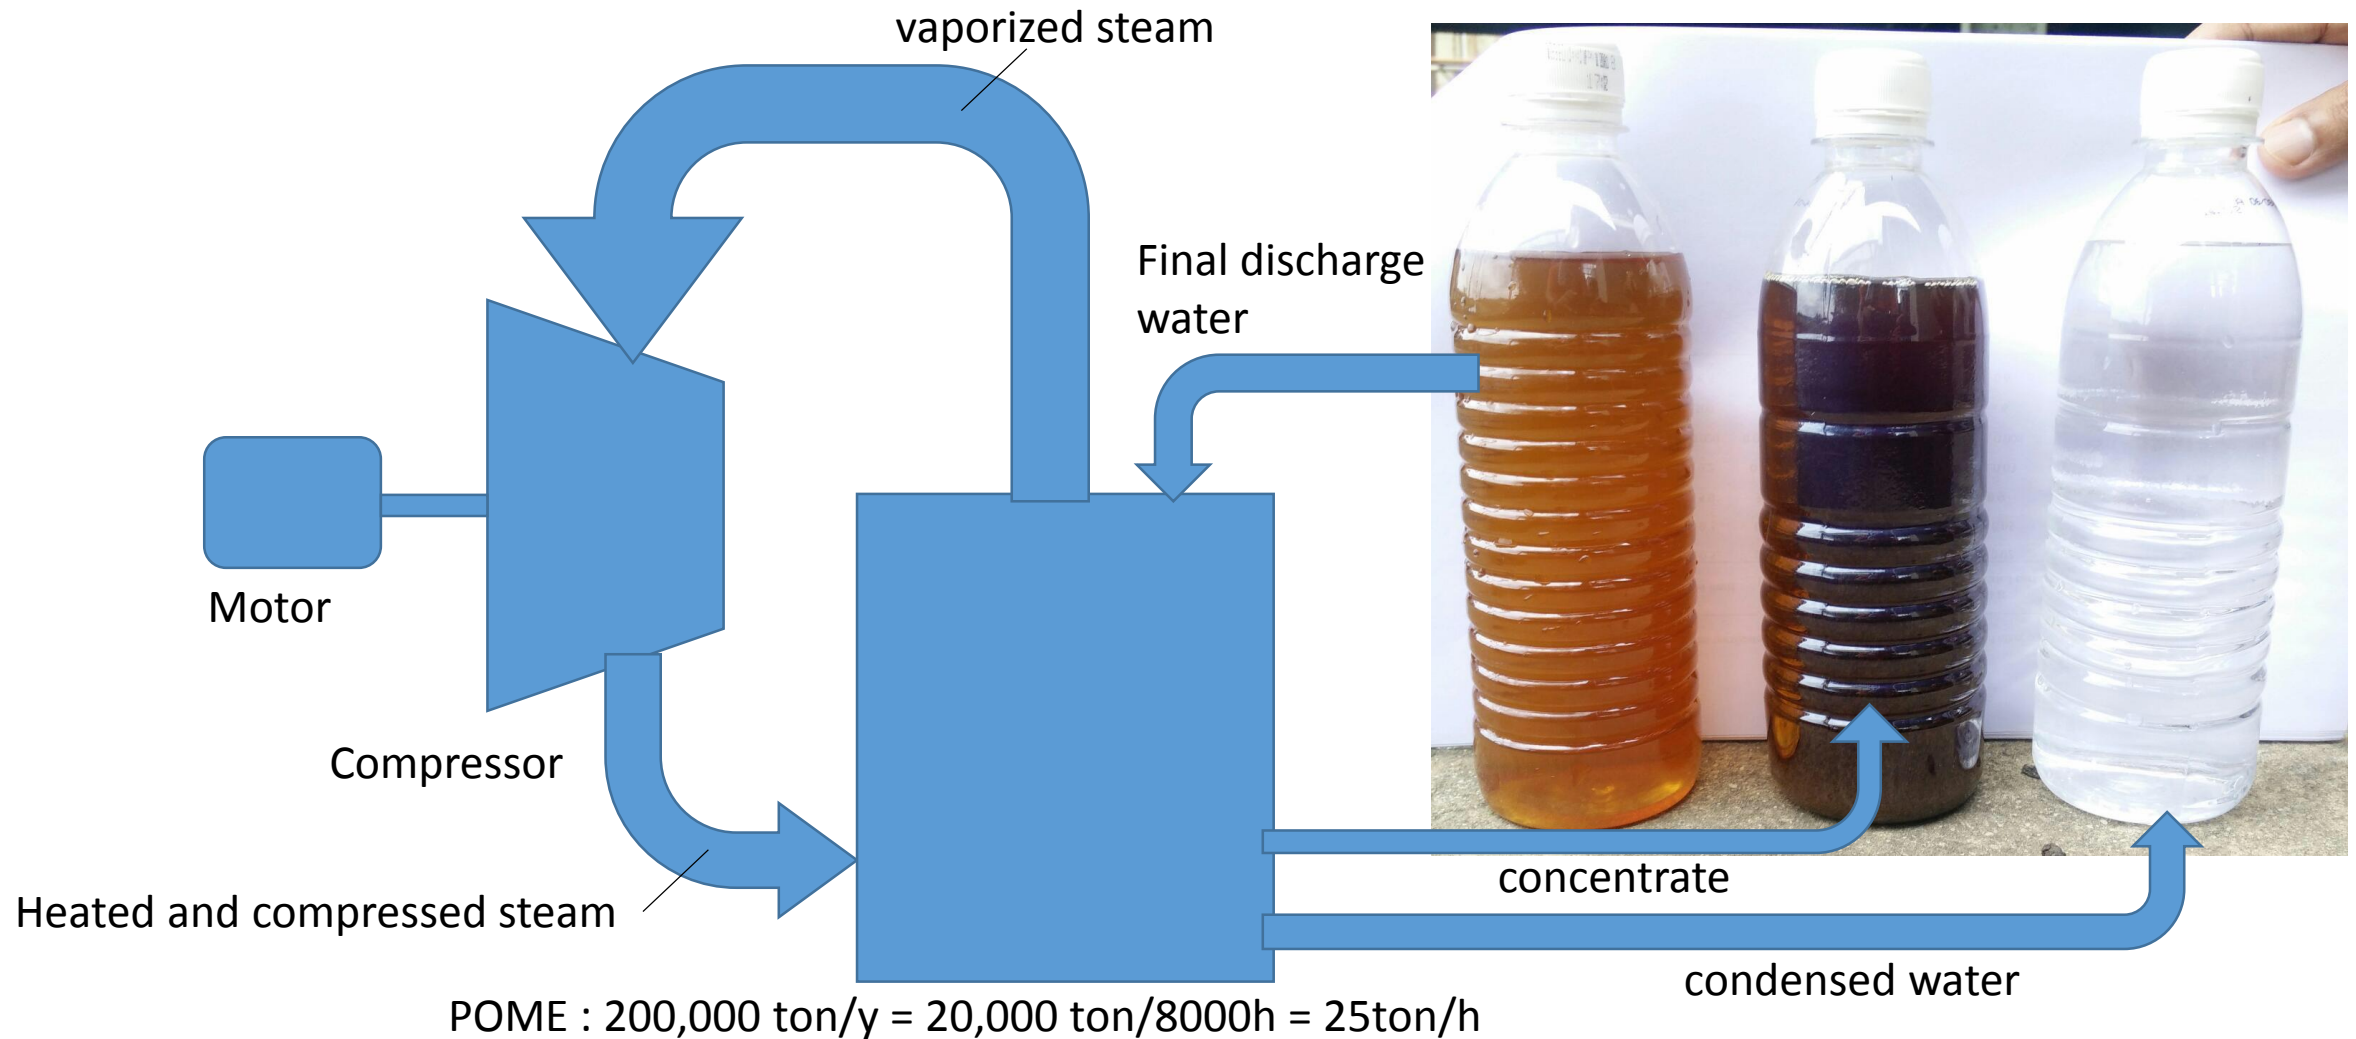 vaporized steam
Final discharge
water
Motor
Compressor
Heated and compressed steam
concentrate
condensed water
POME : 200,000 ton/y = 20,000 ton/8000h = 25ton/h